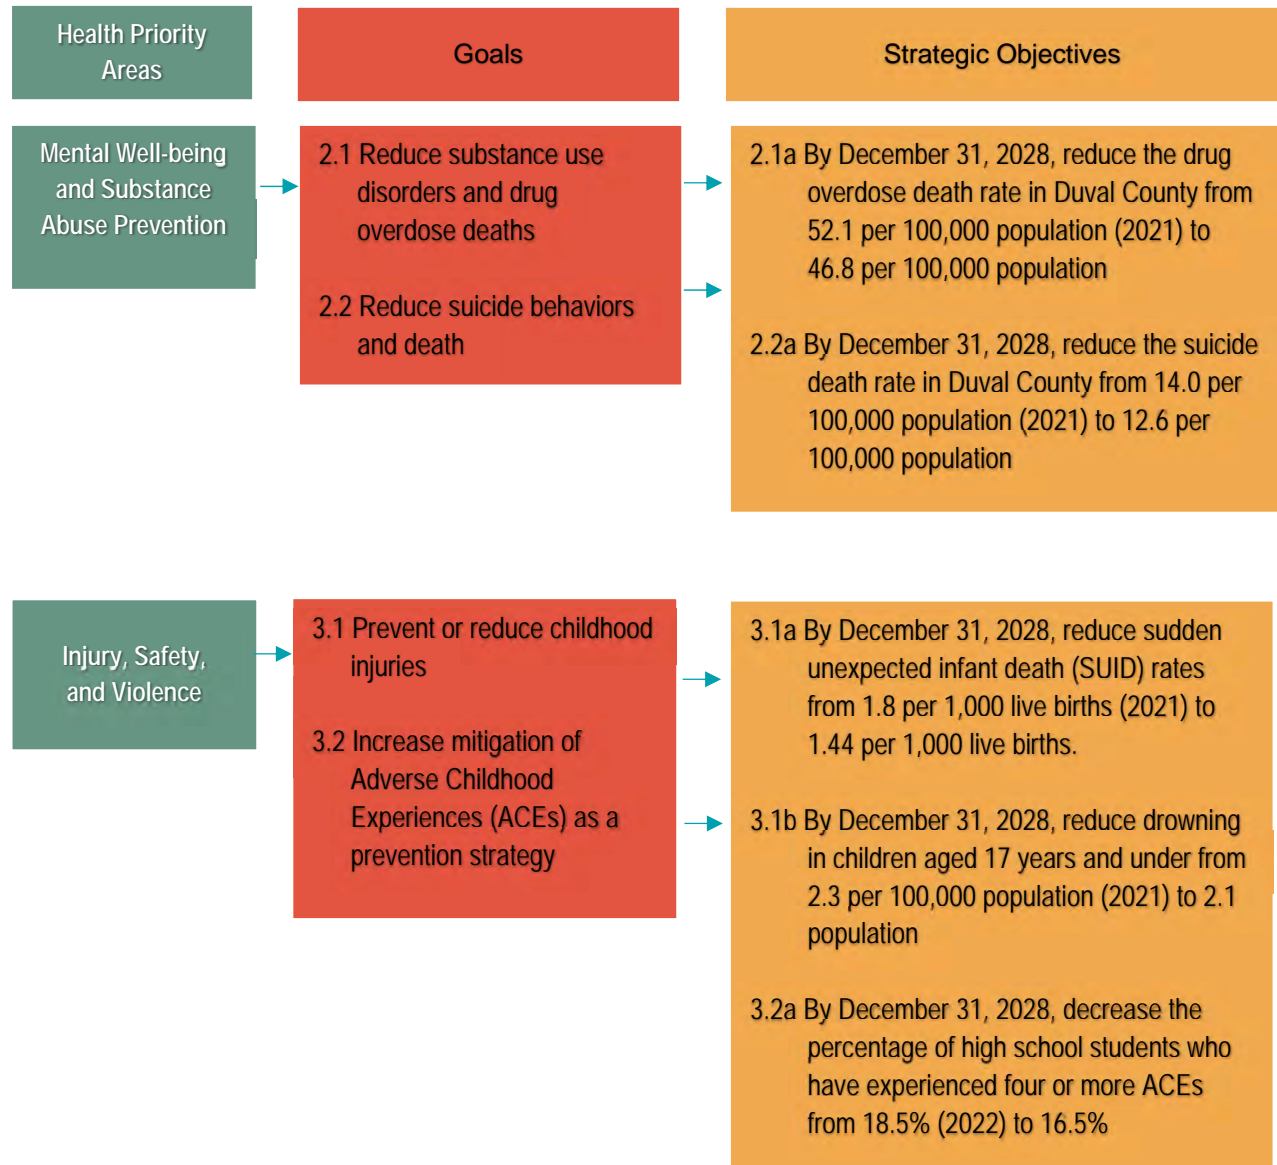 Health Priority
Areas
Goals
Strategic Objectives
Mental Well-being
and Substance
Abuse Prevention
2.1 Reduce substance use
disorders and drug
overdose deaths
2.2 Reduce suicide behaviors
and death
2.1a By December 31, 2028, reduce the drug
overdose death rate in Duval County from
52.1 per 100,000 population (2021) to
46.8 per 100,000 population
2.2a By December 31, 2028, reduce the suicide
death rate in Duval County from 14.0 per
100,000 population (2021) to 12.6 per
100,000 population
Injury, Safety,
and Violence
3.1 Prevent or reduce childhood
injuries
3.2 Increase mitigation of
Adverse Childhood
Experiences (ACEs) as a
prevention strategy
3.1a By December 31, 2028, reduce sudden
unexpected infant death (SUID) rates
from 1.8 per 1,000 live births (2021) to
1.44 per 1,000 live births.
3.1b By December 31, 2028, reduce drowning
in children aged 17 years and under from
2.3 per 100,000 population (2021) to 2.1
population
3.2a By December 31, 2028, decrease the
percentage of high school students who
have experienced four or more ACEs
from 18.5% (2022) to 16.5%